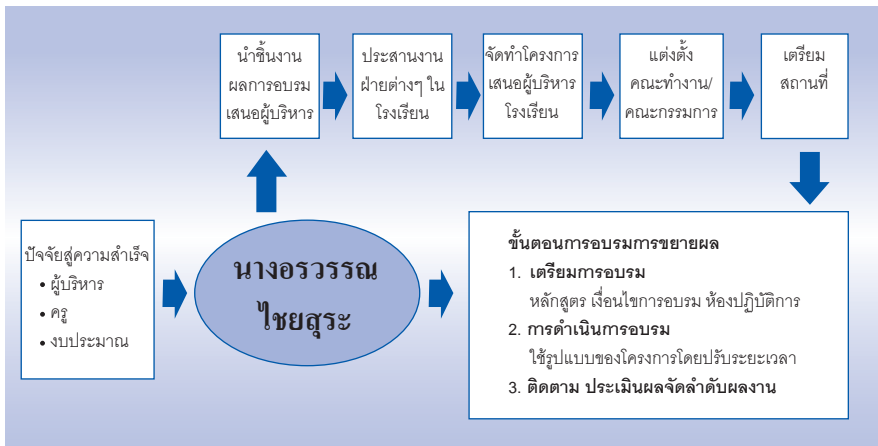 นำชิ้นงาน
ผลการอบรม
เสนอผู้บริหาร
ประสานงาน
ฝ่ายต่างๆ ใน
โรงเรียน
จัดทำโครงการ
เสนอผู้บริหาร
โรงเรียน
แต่งตั้ง
คณะทำงาน/
คณะกรรมการ
เตรียม
สถานที่
ปัจจัยสู่ความสำเร็จ
• ผู้บริหาร
• ครู
• งบประมาณ
นางอรวรรณ
ไชยสุระ
ขั้นตอนการอบรมการขยายผล
1. เตรียมการอบรม
หลักสูตร เงื่อนไขการอบรม ห้องปฏิบัติการ
2. การดำเนินการอบรม
ใช้รูปแบบของโครงการโดยปรับระยะเวลา
3. ติดตาม ประเมินผลจัดลำดับผลงาน